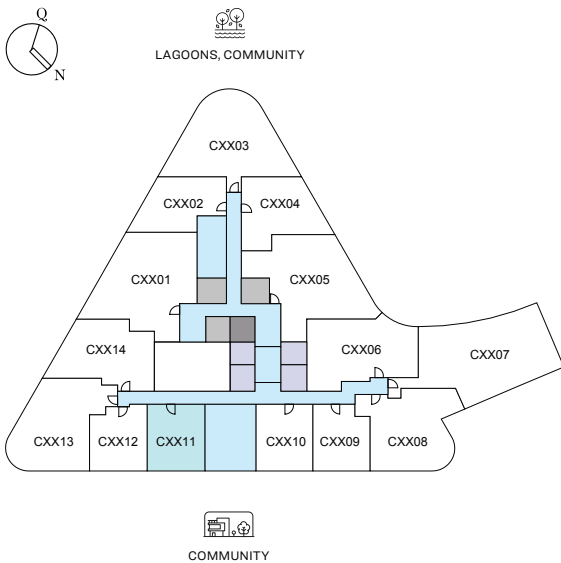 Q
N
LAGOONS, COMMUNITY
CXX03
CXX02
CXX04
CXX01
CXX05
CXX14
CXX06
CXX07
CXX13
CXX12
CXX11
CXX10
CXX09
CXX08
COMMUNITY